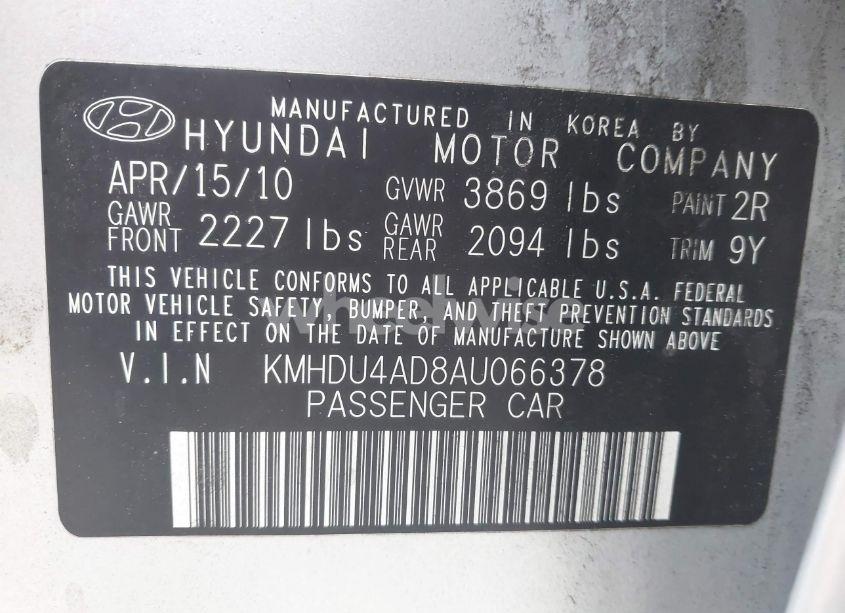 MANUFACTURED IN KOREA BY
HYUNDAI MOTOR COMPANY
APR/15/10 GVWR 3869 lbs PAINT 2R
GAWR FRONT 2227 lbs GAWR REAR 2094 lbs TRIM 9Y
THIS VEHICLE CONFORMS TO ALL APPLICABLE U.S.A. FEDERAL
MOTOR VEHICLE SAFETY, BUMPER, AND THEFT PREVENTION STANDARDS
IN EFFECT ON THE DATE OF MANUFACTURE SHOWN ABOVE
wheelwise
V.I.N KMHDU4AD8AU066378
PASSENGER CAR